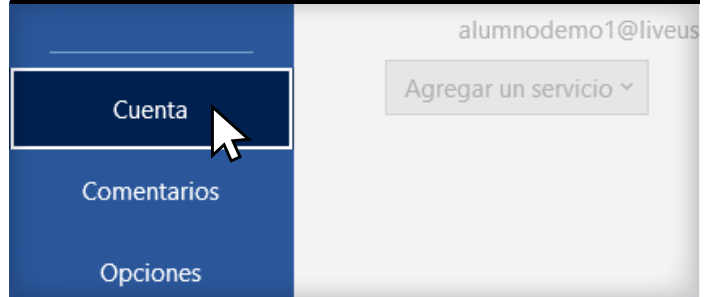 alumnodemo1@liveus
Agregar un servicio
Cuenta
Comentarios
Opciones